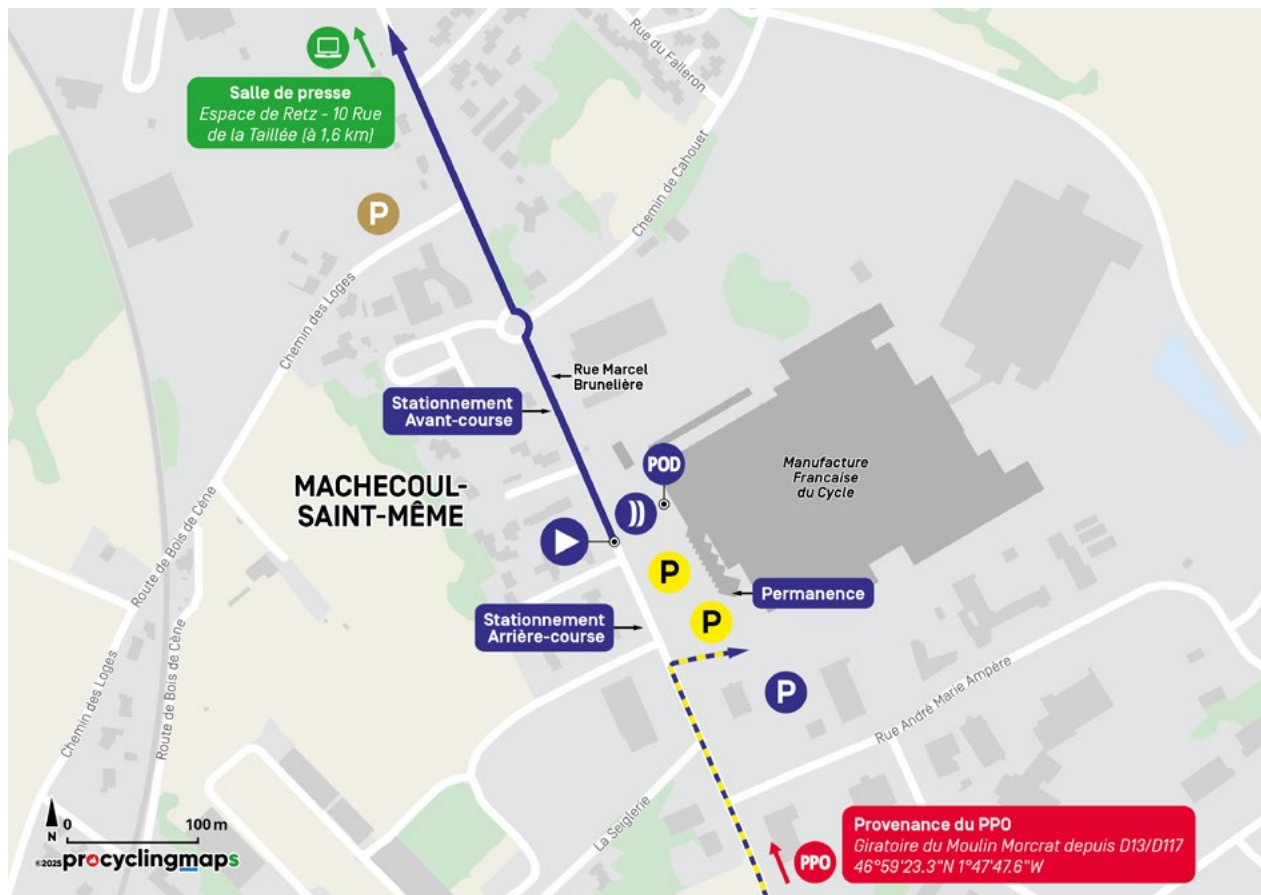 Rue du Falleron
Salle de presse
Espace de Retz - 10 Rue
de la Taillée (à 1,6 km)
P
Chemin de Cahouet
Chemin des Loges
Rue Marcel
Brunelière
Stationnement
Avant-course
POD
Manufacture
Francaise
du Cycle
MACHECOUL-
SAINT-MÊME
Route de Bois de Cène
P
Permanence
Stationnement
Arrière-course
P
P
Chemin des Loges
Route de Bois de Cène
Rue André Marie Ampère
La Seiglerie
N
0 100 m
©2025 procyclingmaps
PPO
Provenance du PPO
Giratoire du Moulin Morcrat depuis D13/D117
46°59'23.3"N 1°47'47.6"W